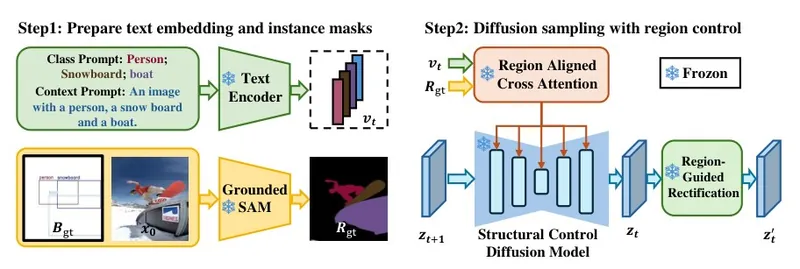 Step1: Prepare text embedding and instance masks
Class Prompt: Person;
Snowboard; boat
Context Prompt: An image
with a person, a snow board
and a boat.
Text
Encoder
v_t
person
snowboard
B_gt
x_0
Grounded
SAM
R_gt
Step2: Diffusion sampling with region control
v_t
R_gt
Region Aligned
Cross Attention
Frozon
z_{t+1}
Structural Control
Diffusion Model
z_t
Region-
Guided
Rectification
z'_t